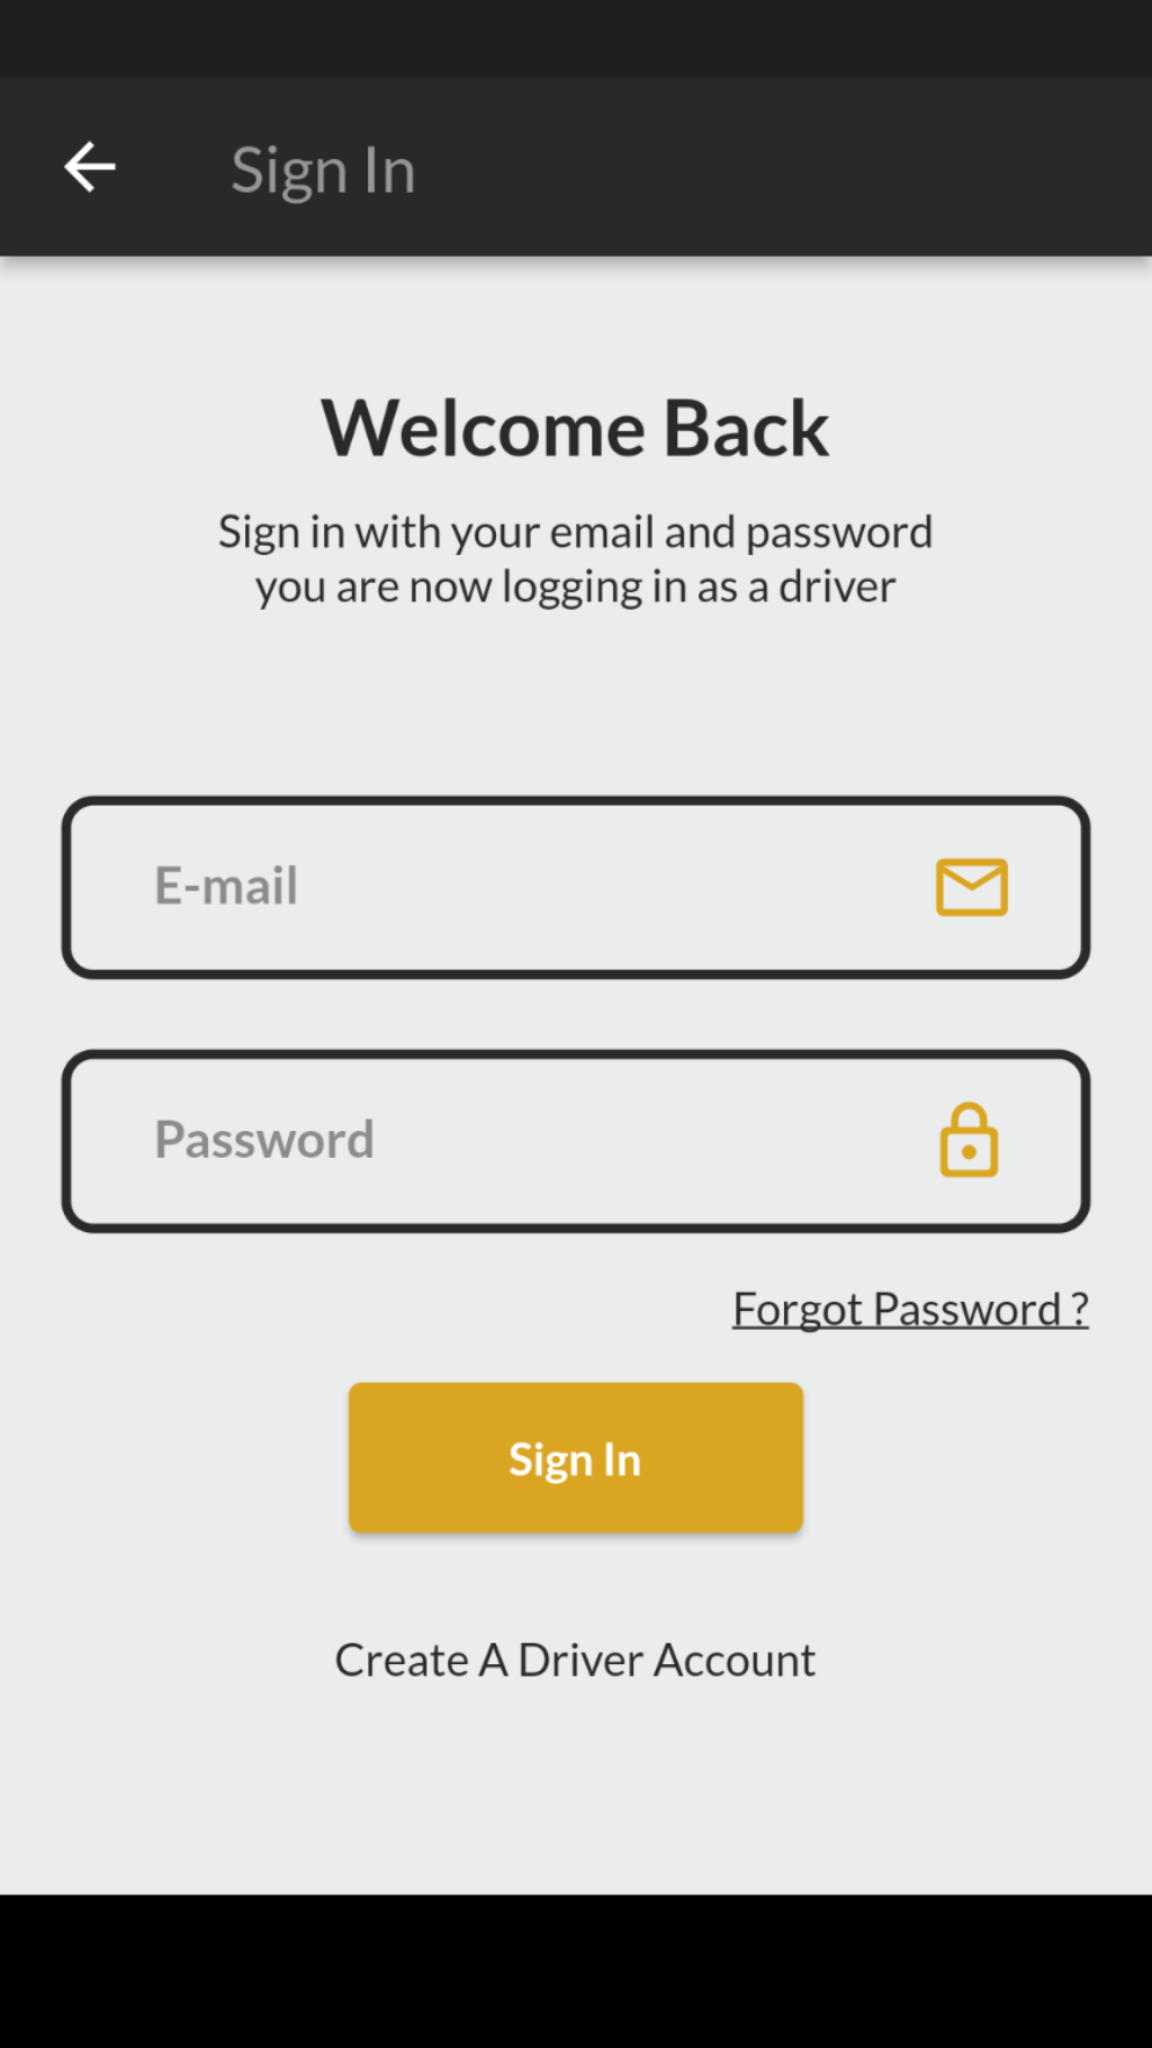 Sign In
Welcome Back
Sign in with your email and password
you are now logging in as a driver
E-mail
Password
Forgot Password ?
Sign In
Create A Driver Account